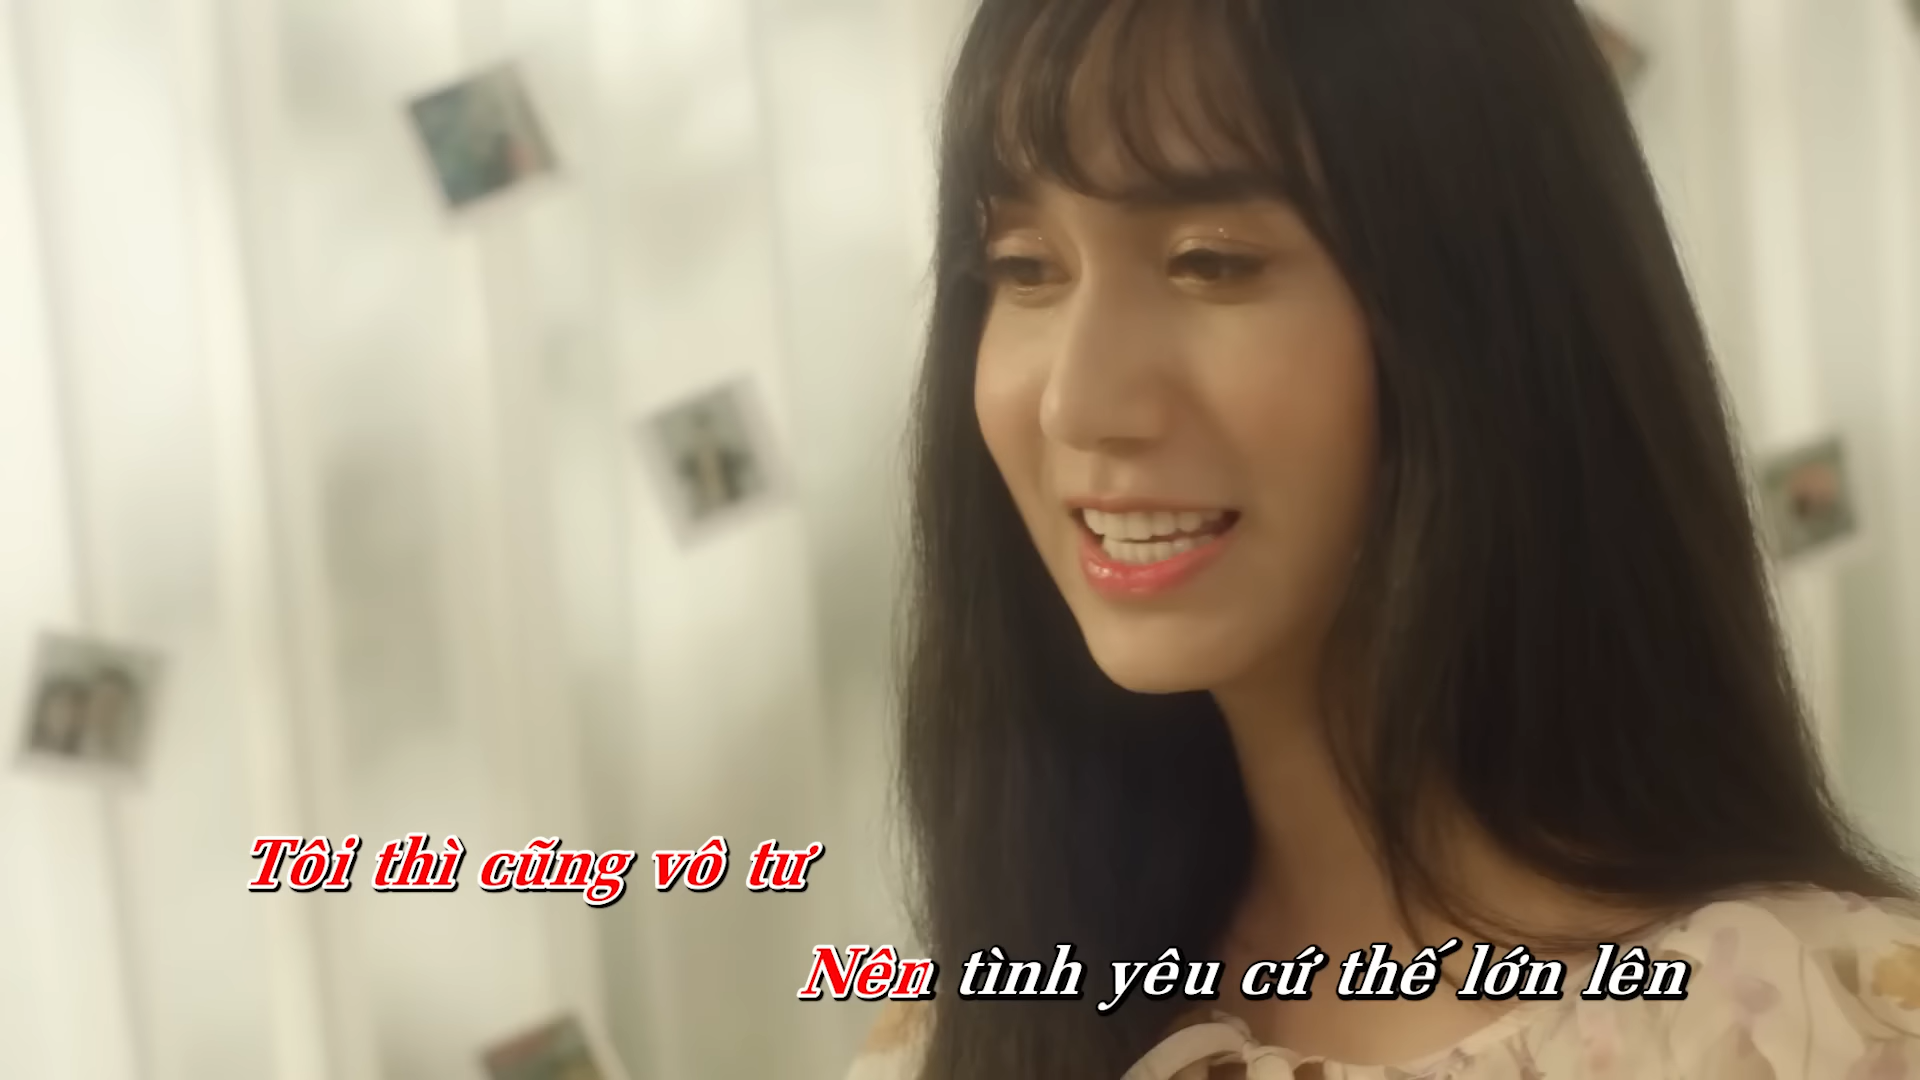 Tôi thì cũng vô tư
Nên tình yêu cứ thế lớn lên